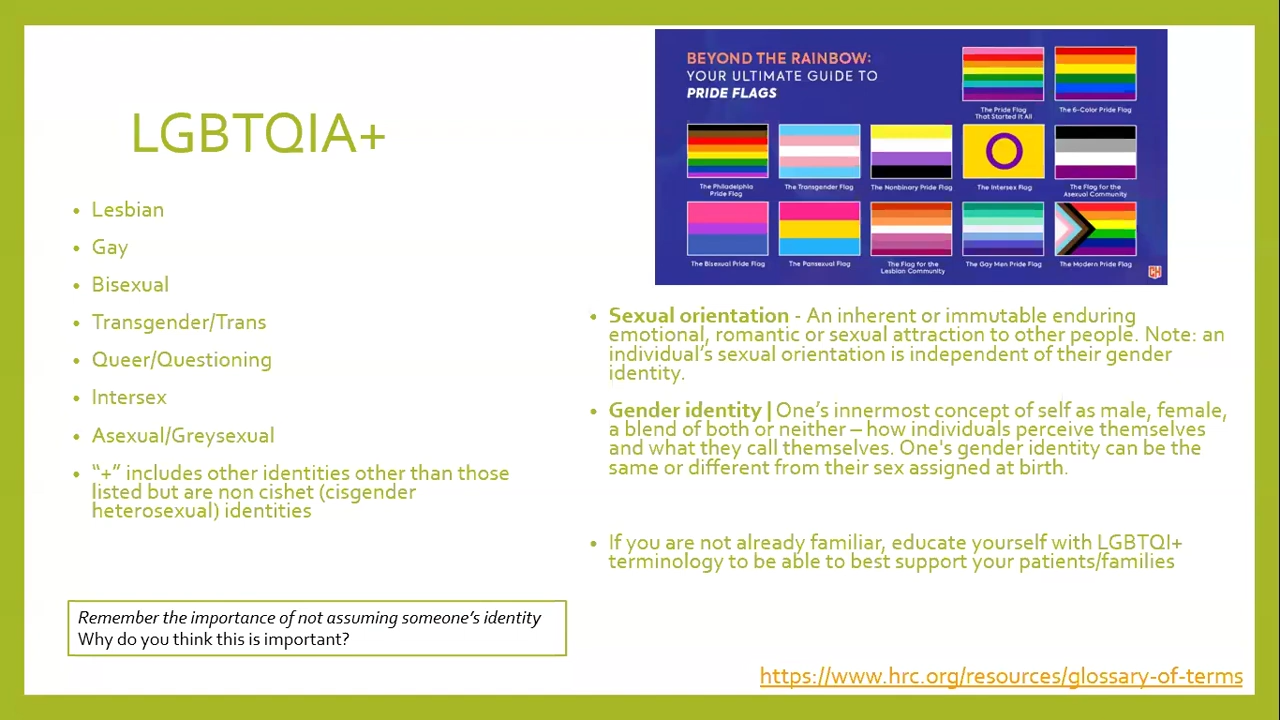 LGBTQIA+
• Lesbian
• Gay
• Bisexual
• Transgender/Trans
• Queer/Questioning
• Intersex
• Asexual/Greysexual
• “+” includes other identities other than those
listed but are non cishet (cisgender
heterosexual) identities
Remember the importance of not assuming someone’s identity
Why do you think this is important?
BEYOND THE RAINBOW:
YOUR ULTIMATE GUIDE TO
PRIDE FLAGS
The Pride Flag
That Started It All
The 6-Color Pride Flag
The Philadelphia
Pride Flag
The Transgender Flag
The Nonbinary Pride Flag
The Intersex Flag
The Flag for the
Asexual Community
The Bisexual Pride Flag
The Pansexual Flag
The Flag for the
Lesbian Community
The Gay Men Pride Flag
The Modern Pride Flag
• Sexual orientation - An inherent or immutable enduring
emotional, romantic or sexual attraction to other people. Note: an
individual’s sexual orientation is independent of their gender
identity.
• Gender identity | One’s innermost concept of self as male, female,
a blend of both or neither – how individuals perceive themselves
and what they call themselves. One's gender identity can be the
same or different from their sex assigned at birth.
• If you are not already familiar, educate yourself with LGBTQI+
terminology to be able to best support your patients/families
https://www.hrc.org/resources/glossary-of-terms